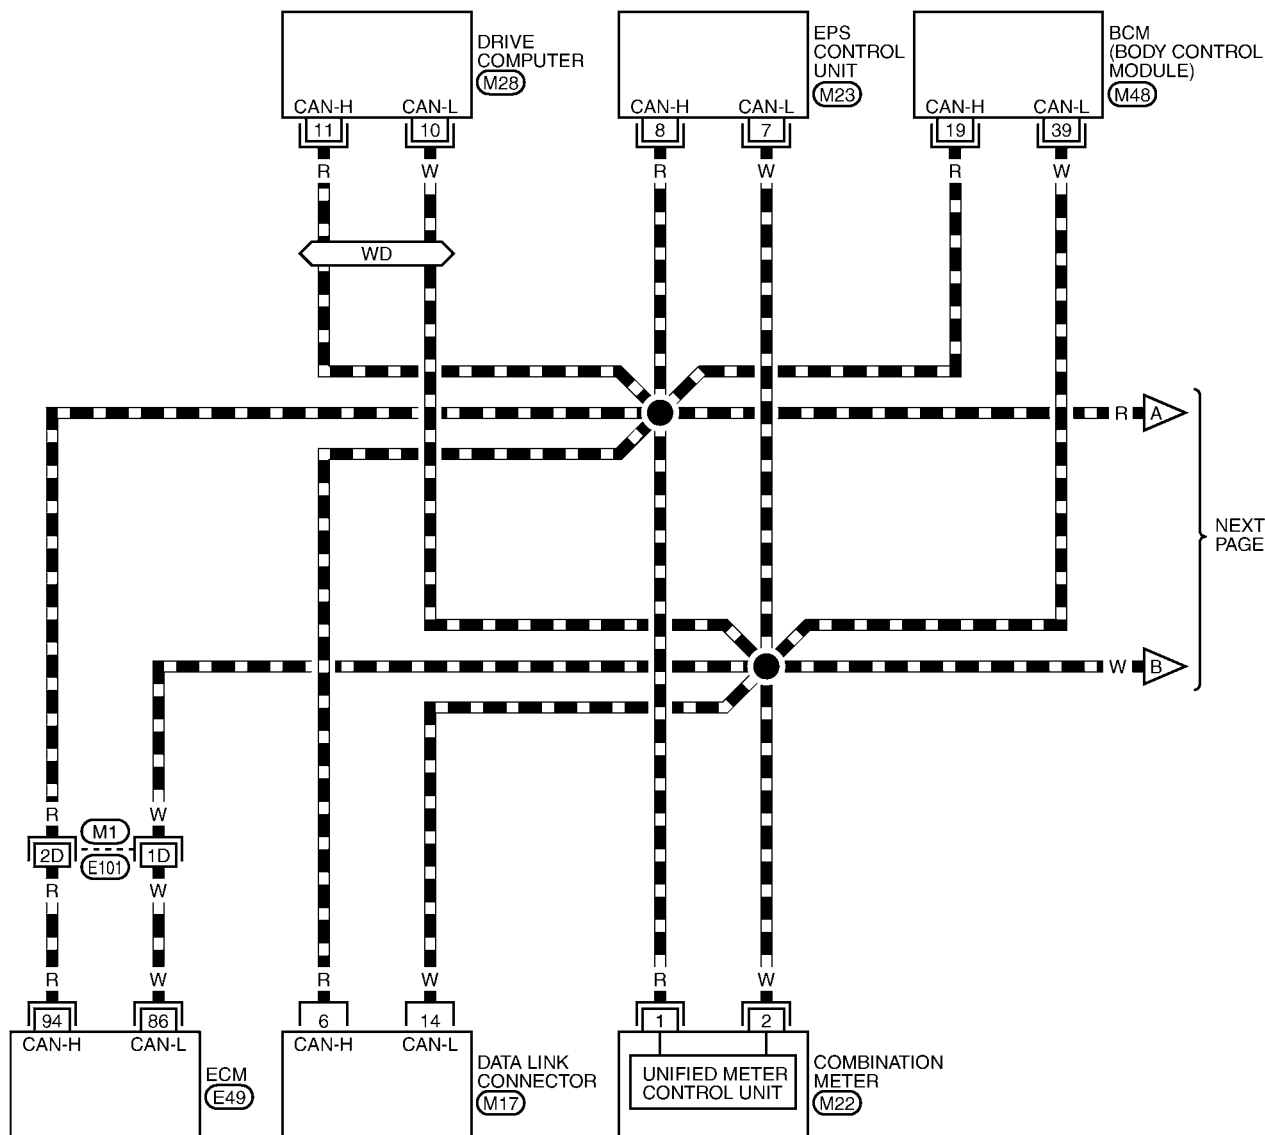 DRIVE
COMPUTER
M28
CAN-H CAN-L
11 10
R W
EPS
CONTROL
UNIT
M23
CAN-H CAN-L
8 7
R W
BCM
(BODY CONTROL
MODULE)
M48
CAN-H CAN-L
19 39
R W
WD
R A
NEXT
PAGE
W B
R W
2D M1 1D
E101
R W
R W
94 86
CAN-H CAN-L
ECM
E49
R W
6 14
CAN-H CAN-L
DATA LINK
CONNECTOR
M17
R W
1 2
UNIFIED METER
CONTROL UNIT
COMBINATION
METER
M22